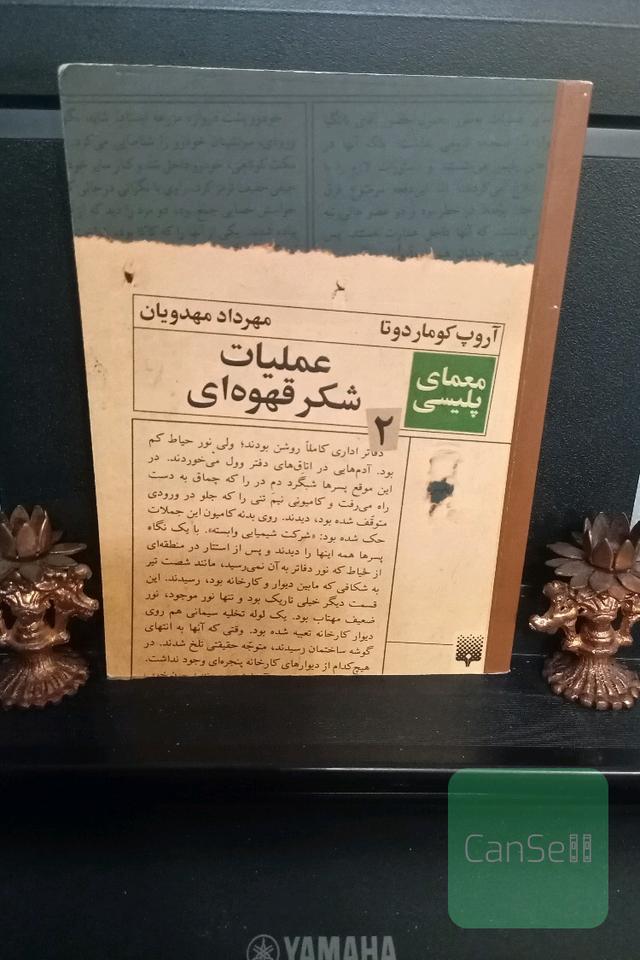 آروپ کومار دوتا
مهرداد مهدویان
معمای
پلیسی
عملیات
شکر قهوه‌ای
۲
دفاتر اداری کاملاً روشن بودند؛ ولی نور حیاط کم
بود. آدم‌هایی در اتاق‌های دفتر وول می‌خوردند. در
این موقع پسرها شگرد دم در را که چماق به دست
راه می‌رفت و کامیونی نیم تنی را که جلو در ورودی
متوقّف شده بود، دیدند. روی بدنه کامیون این جملات
حک شده بود: «شرکت شیمیایی وابسته». با یک نگاه
پسرها همه اینها را دیدند و پس از استتار در منطقه‌ای
از حیاط که نور دفاتر به آن نمی‌رسید، مانند شصت تیر
به شکافی که مابین دیوار و کارخانه بود، رسیدند. این
قسمت دیگر خیلی تاریک بود و تنها نور موجود، نور
ضعیف مهتاب بود. یک لوله تخلیه سیمانی هم روی
دیوار کارخانه تعبیه شده بود. وقتی که آنها به انتهای
گوشه ساختمان رسیدند، متوجّه حقیقتی تلخ شدند. در
هیچ‌کدام از دیوارهای کارخانه پنجره‌ای وجود نداشت.
CanSell
YAMAHA